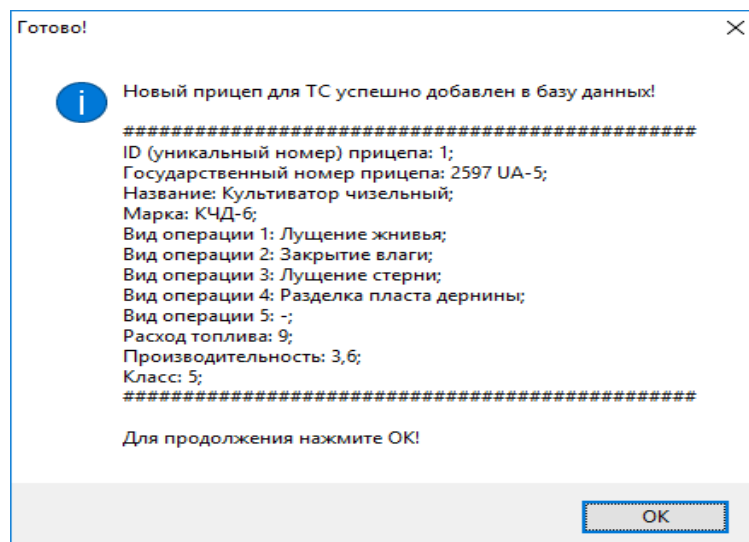 Готово!
Новый прицеп для ТС успешно добавлен в базу данных!
################################################
ID (уникальный номер) прицепа: 1;
Государственный номер прицепа: 2597 UA-5;
Название: Культиватор чизельный;
Марка: КЧД-6;
Вид операции 1: Лущение жнивья;
Вид операции 2: Закрытие влаги;
Вид операции 3: Лущение стерни;
Вид операции 4: Разделка пласта дернины;
Вид операции 5: -;
Расход топлива: 9;
Производительность: 3,6;
Класс: 5;
################################################
Для продолжения нажмите ОК!
ОК